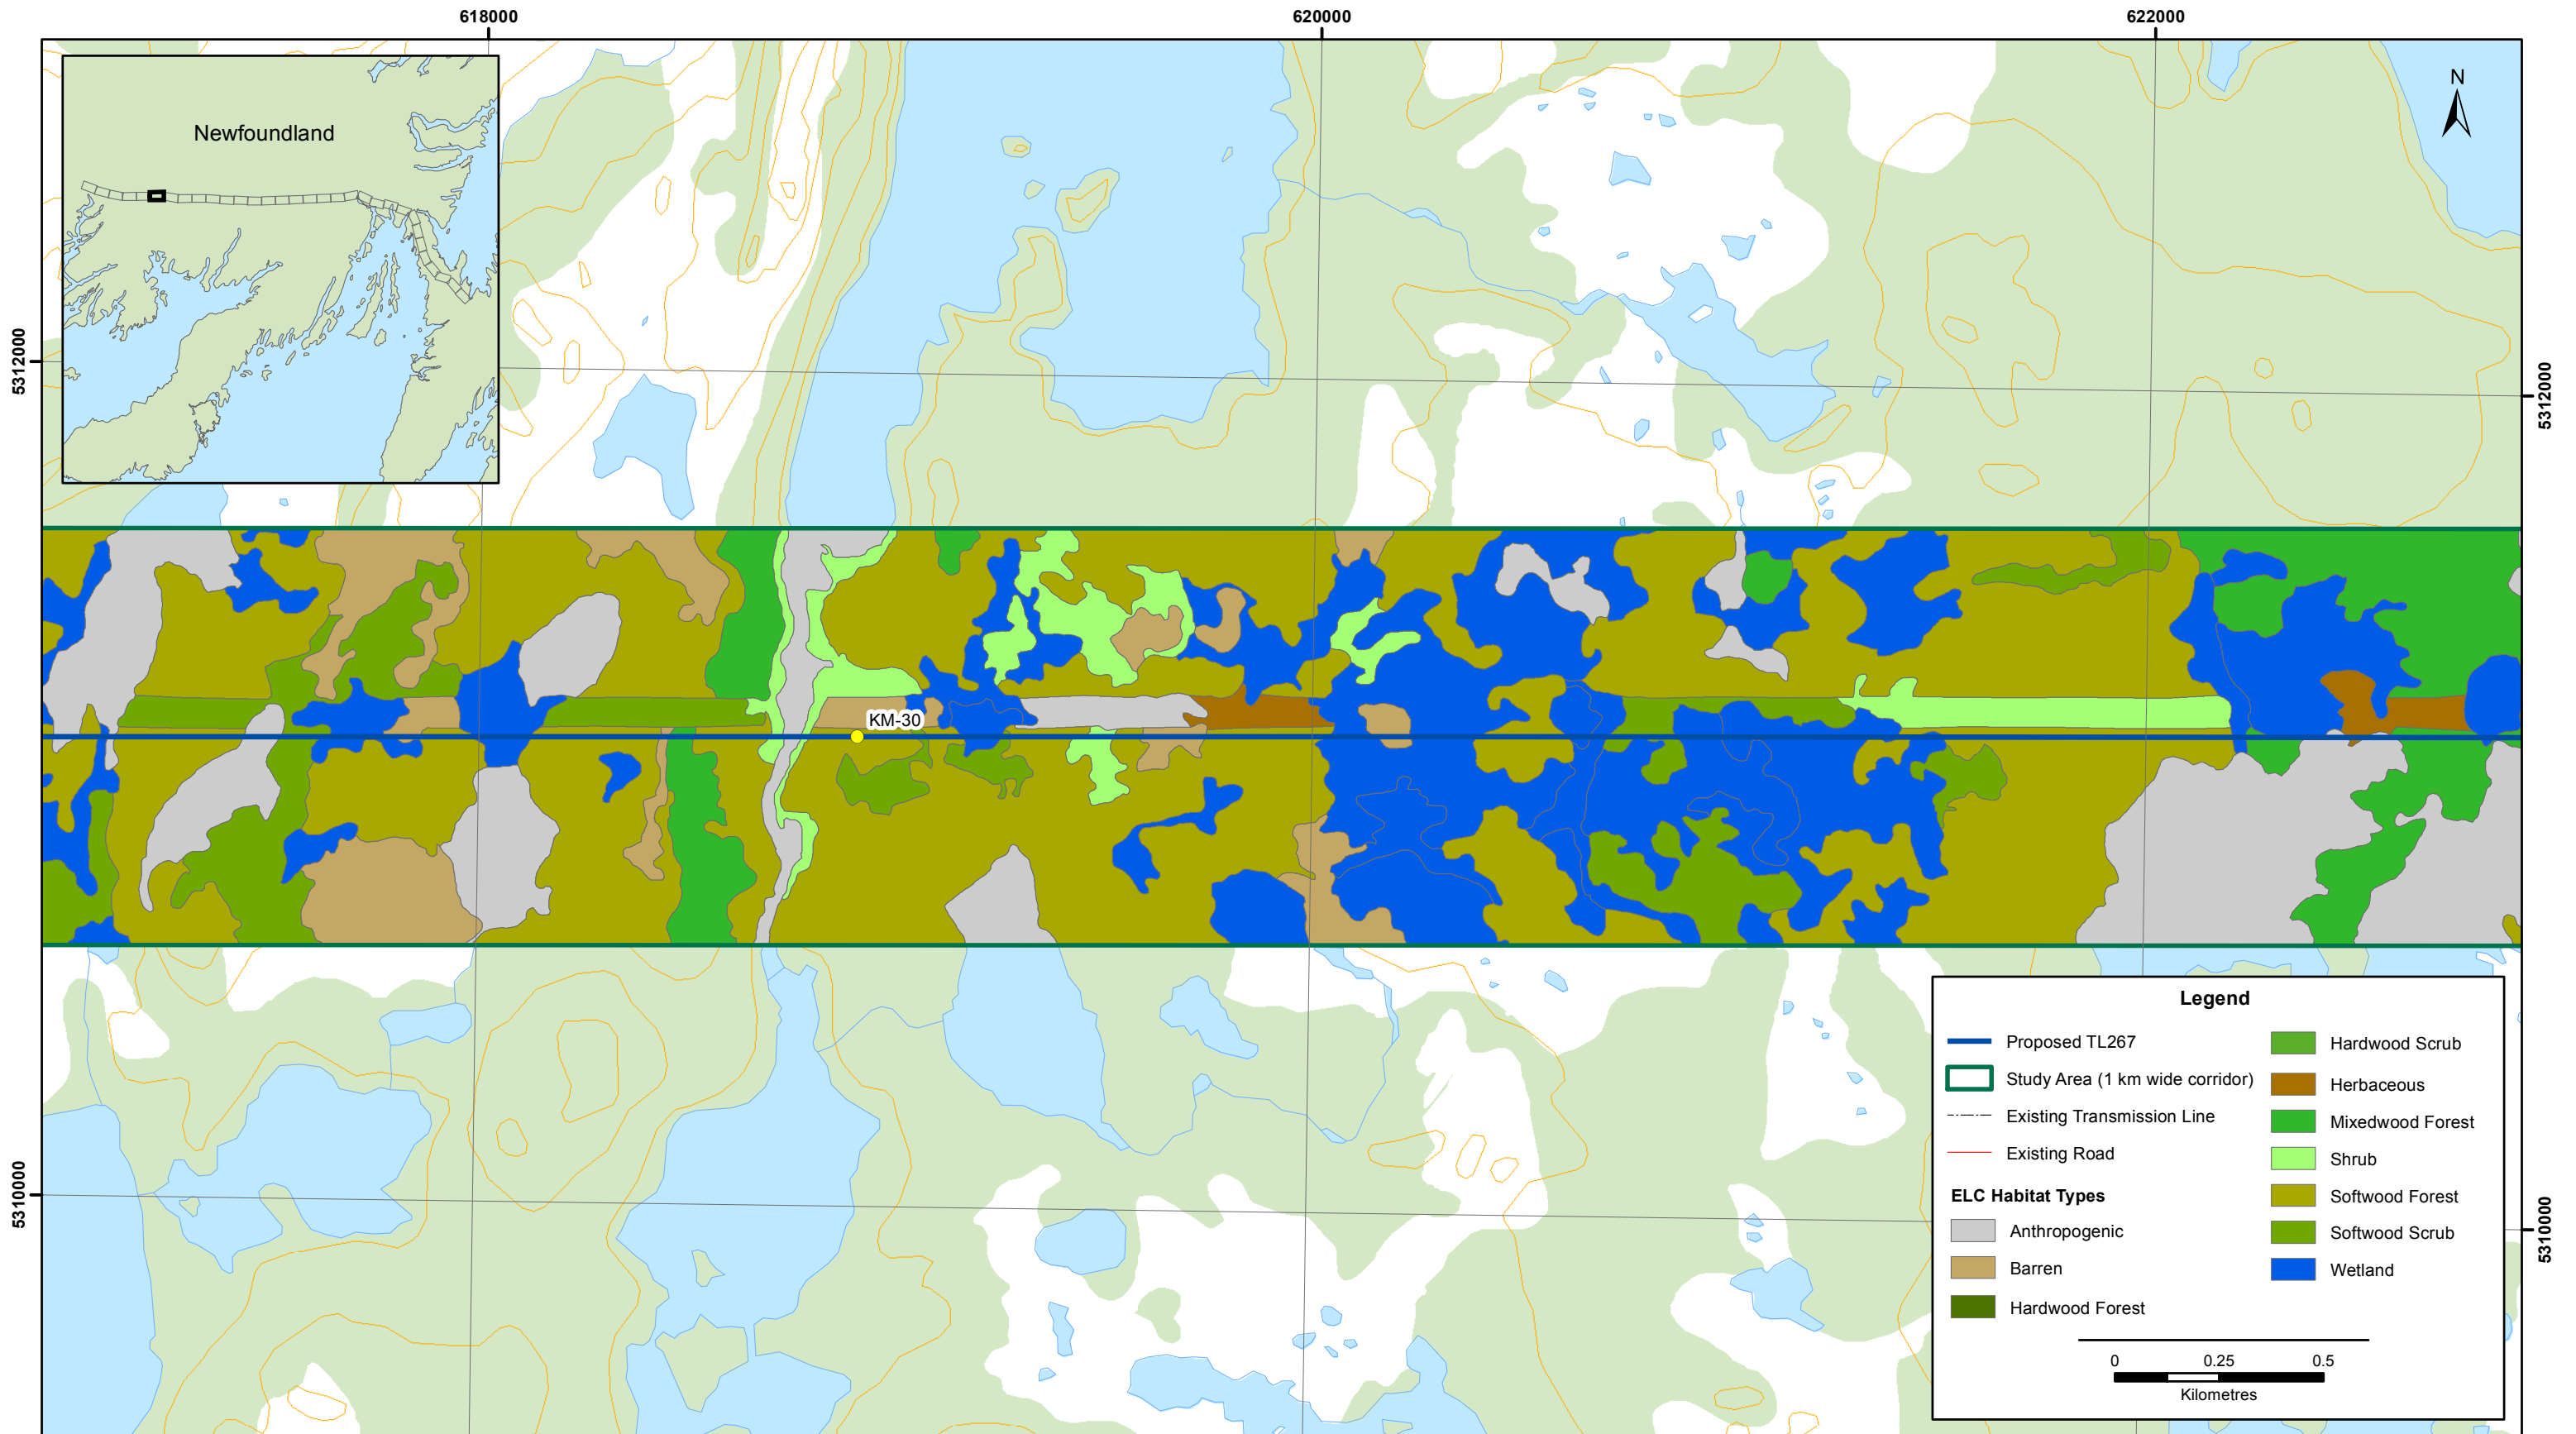 618000
620000
622000
N
Newfoundland
5312000
5312000
KM-30
Legend
Proposed TL267
Study Area (1 km wide corridor)
Existing Transmission Line
Existing Road
ELC Habitat Types
Anthropogenic
Barren
Hardwood Forest
Hardwood Scrub
Herbaceous
Mixedwood Forest
Shrub
Softwood Forest
Softwood Scrub
Wetland
0 0.25 0.5
Kilometres
5310000
5310000